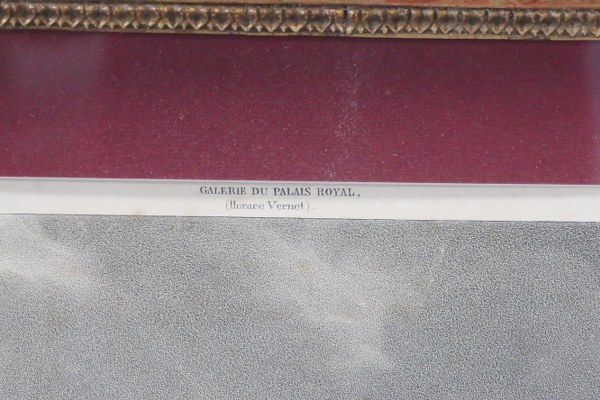 GALERIE DU PALAIS ROYAL.
(Horace Vernet).